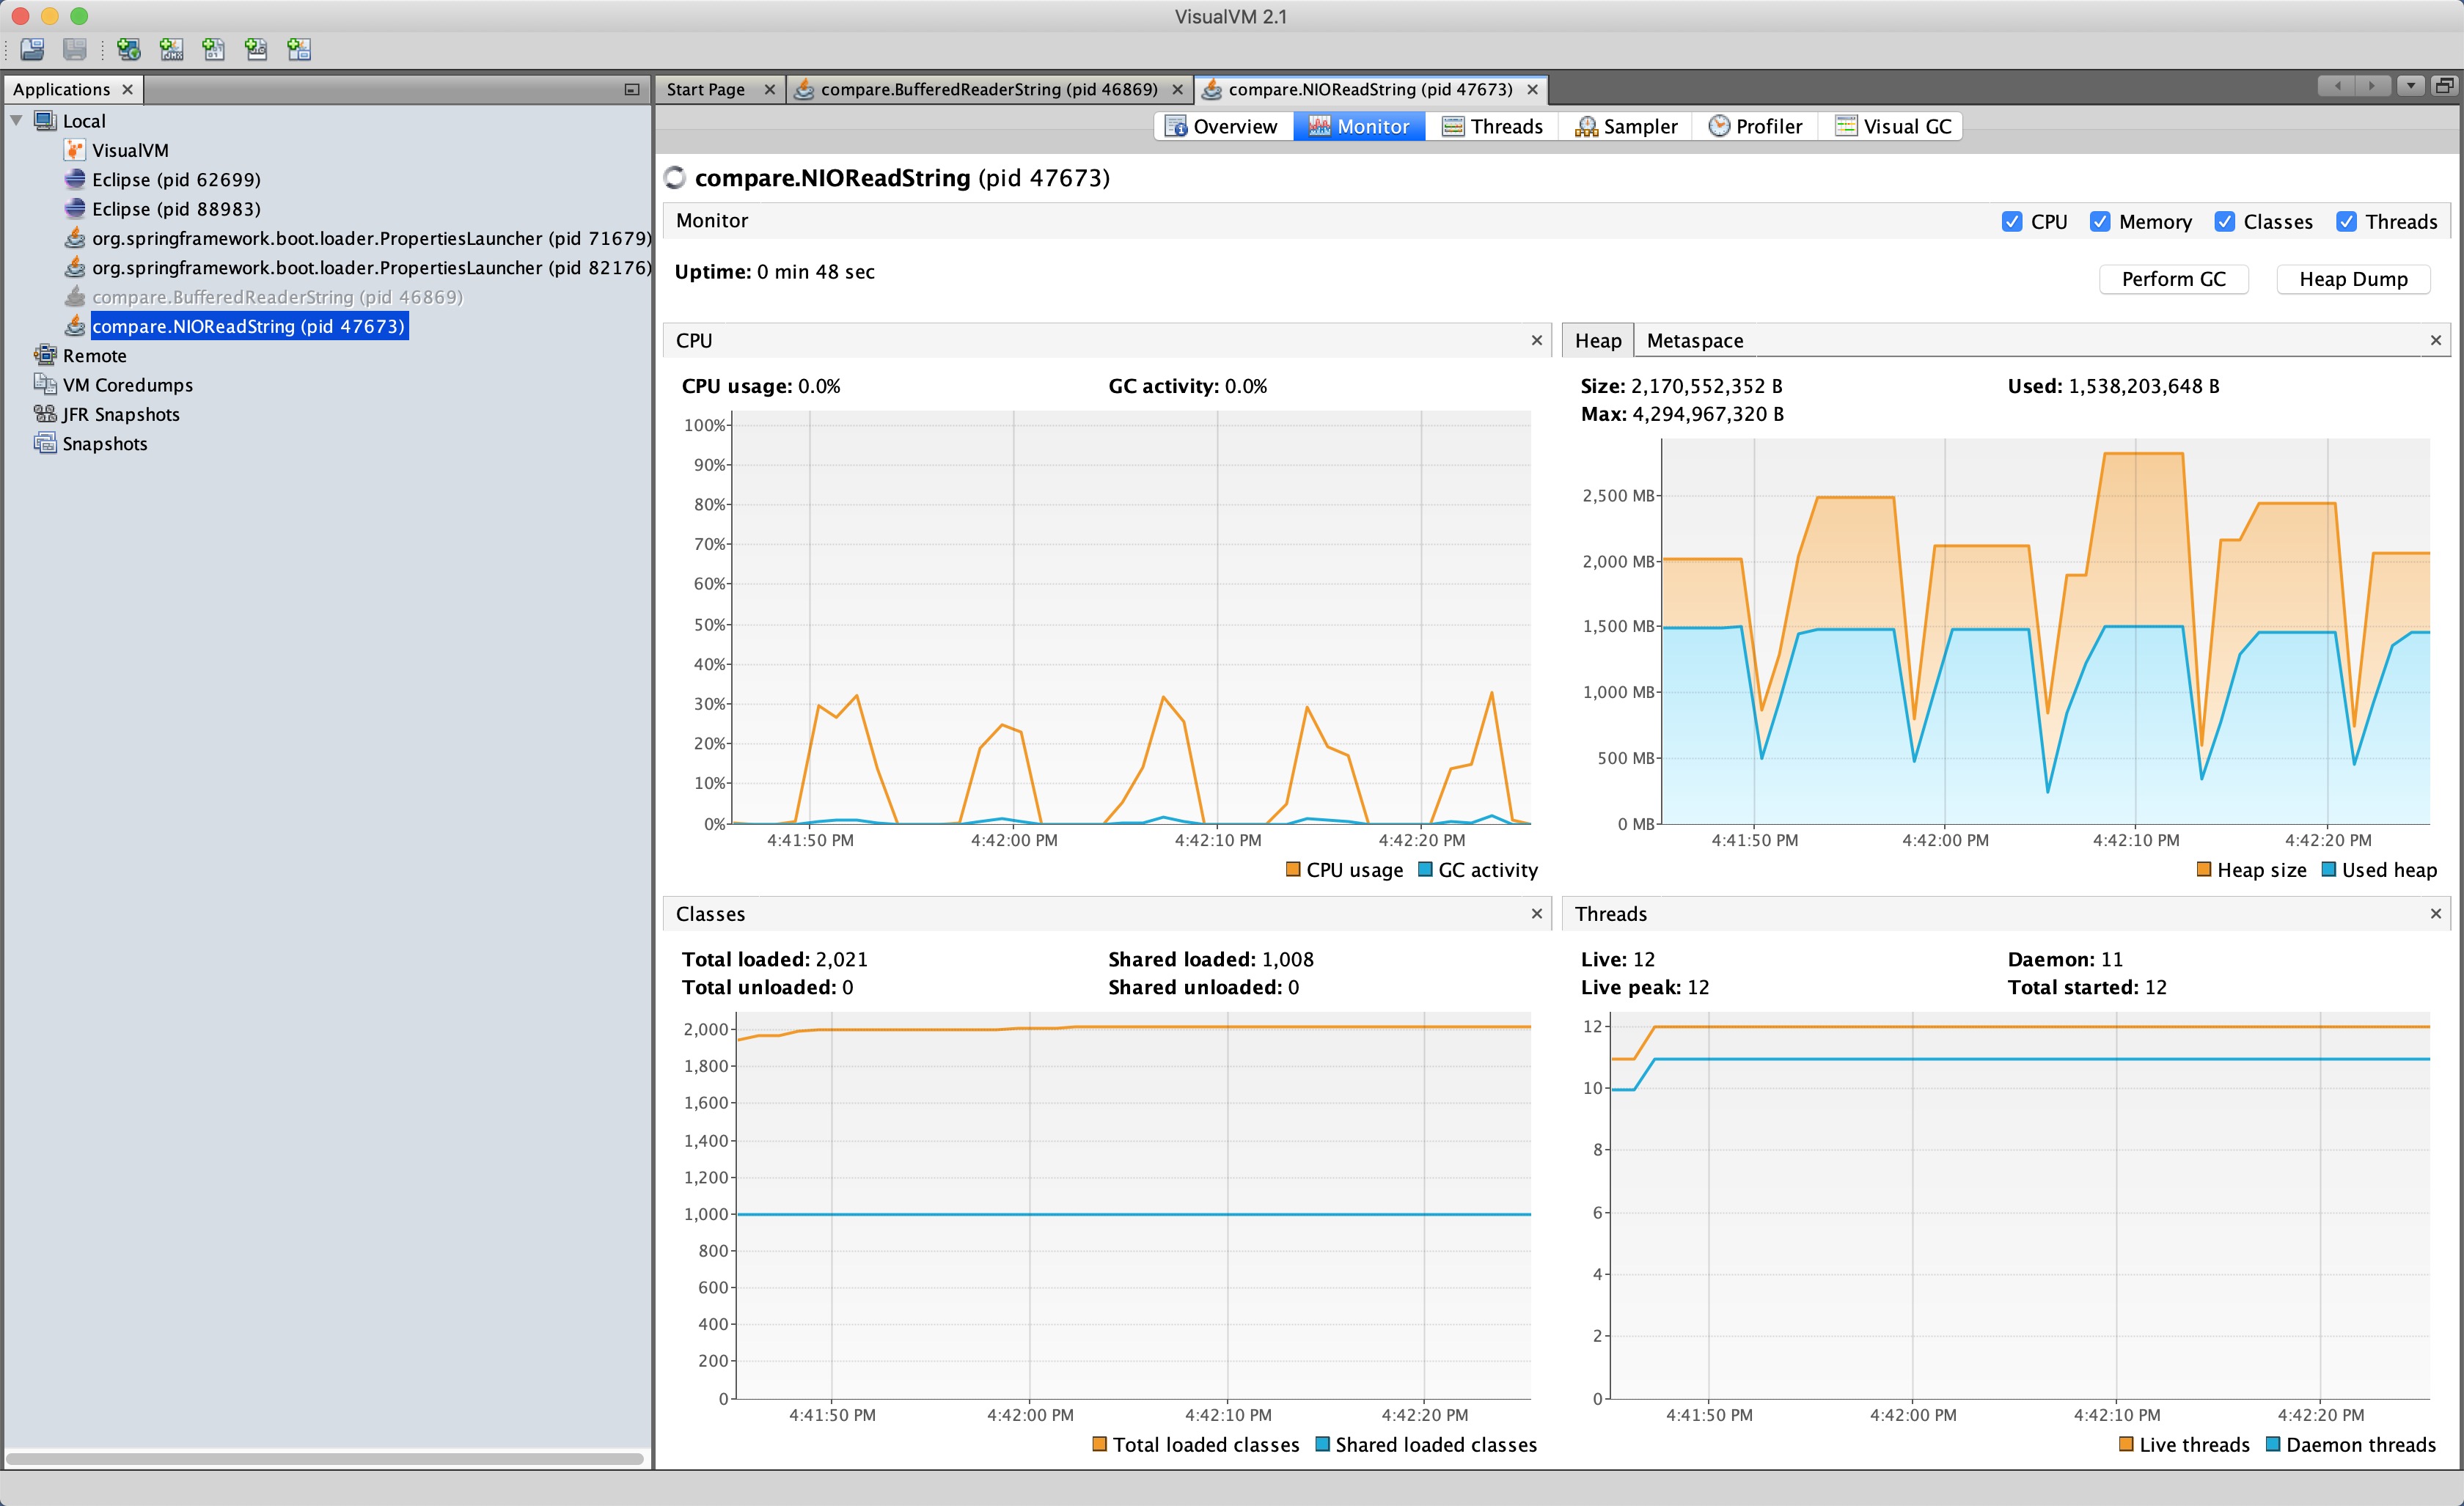 VisualVM 2.1
Applications
Local
VisualVM
Eclipse (pid 62699)
Eclipse (pid 88983)
org.springframework.boot.loader.PropertiesLauncher (pid 71679)
org.springframework.boot.loader.PropertiesLauncher (pid 82176)
compare.BufferedReaderString (pid 46869)
compare.NIOReadString (pid 47673)
Remote
VM Coredumps
JFR Snapshots
Snapshots
Start Page compare.BufferedReaderString (pid 46869) compare.NIOReadString (pid 47673)
Overview Monitor Threads Sampler Profiler Visual GC
compare.NIOReadString (pid 47673)
Monitor CPU Memory Classes Threads
Uptime: 0 min 48 sec
Perform GC Heap Dump
CPU
CPU usage: 0.0% GC activity: 0.0%
100%
90%
80%
70%
60%
50%
40%
30%
20%
10%
0%
4:41:50 PM 4:42:00 PM 4:42:10 PM 4:42:20 PM
CPU usage GC activity
Heap Metaspace
Size: 2,170,552,352 B Used: 1,538,203,648 B
Max: 4,294,967,320 B
2,500 MB
2,000 MB
1,500 MB
1,000 MB
500 MB
0 MB
4:41:50 PM 4:42:00 PM 4:42:10 PM 4:42:20 PM
Heap size Used heap
Classes
Total loaded: 2,021 Shared loaded: 1,008
Total unloaded: 0 Shared unloaded: 0
2,000
1,800
1,600
1,400
1,200
1,000
800
600
400
200
0
4:41:50 PM 4:42:00 PM 4:42:10 PM 4:42:20 PM
Total loaded classes Shared loaded classes
Threads
Live: 12 Daemon: 11
Live peak: 12 Total started: 12
12
10
8
6
4
2
0
4:41:50 PM 4:42:00 PM 4:42:10 PM 4:42:20 PM
Live threads Daemon threads